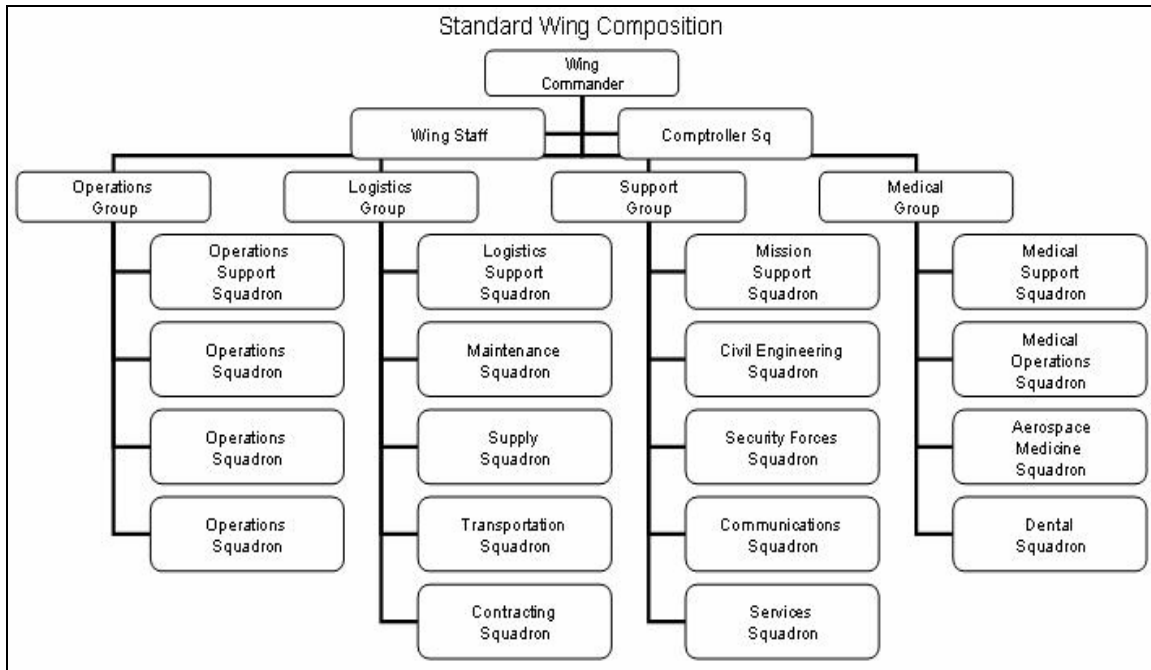 Standard Wing Composition
Wing
Commander
Wing Staff
Comptroller Sq
Operations
Group
Logistics
Group
Support
Group
Medical
Group
Operations
Support
Squadron
Logistics
Support
Squadron
Mission
Support
Squadron
Medical
Support
Squadron
Operations
Squadron
Maintenance
Squadron
Civil Engineering
Squadron
Medical
Operations
Squadron
Operations
Squadron
Supply
Squadron
Security Forces
Squadron
Aerospace
Medicine
Squadron
Operations
Squadron
Transportation
Squadron
Communications
Squadron
Dental
Squadron
Contracting
Squadron
Services
Squadron